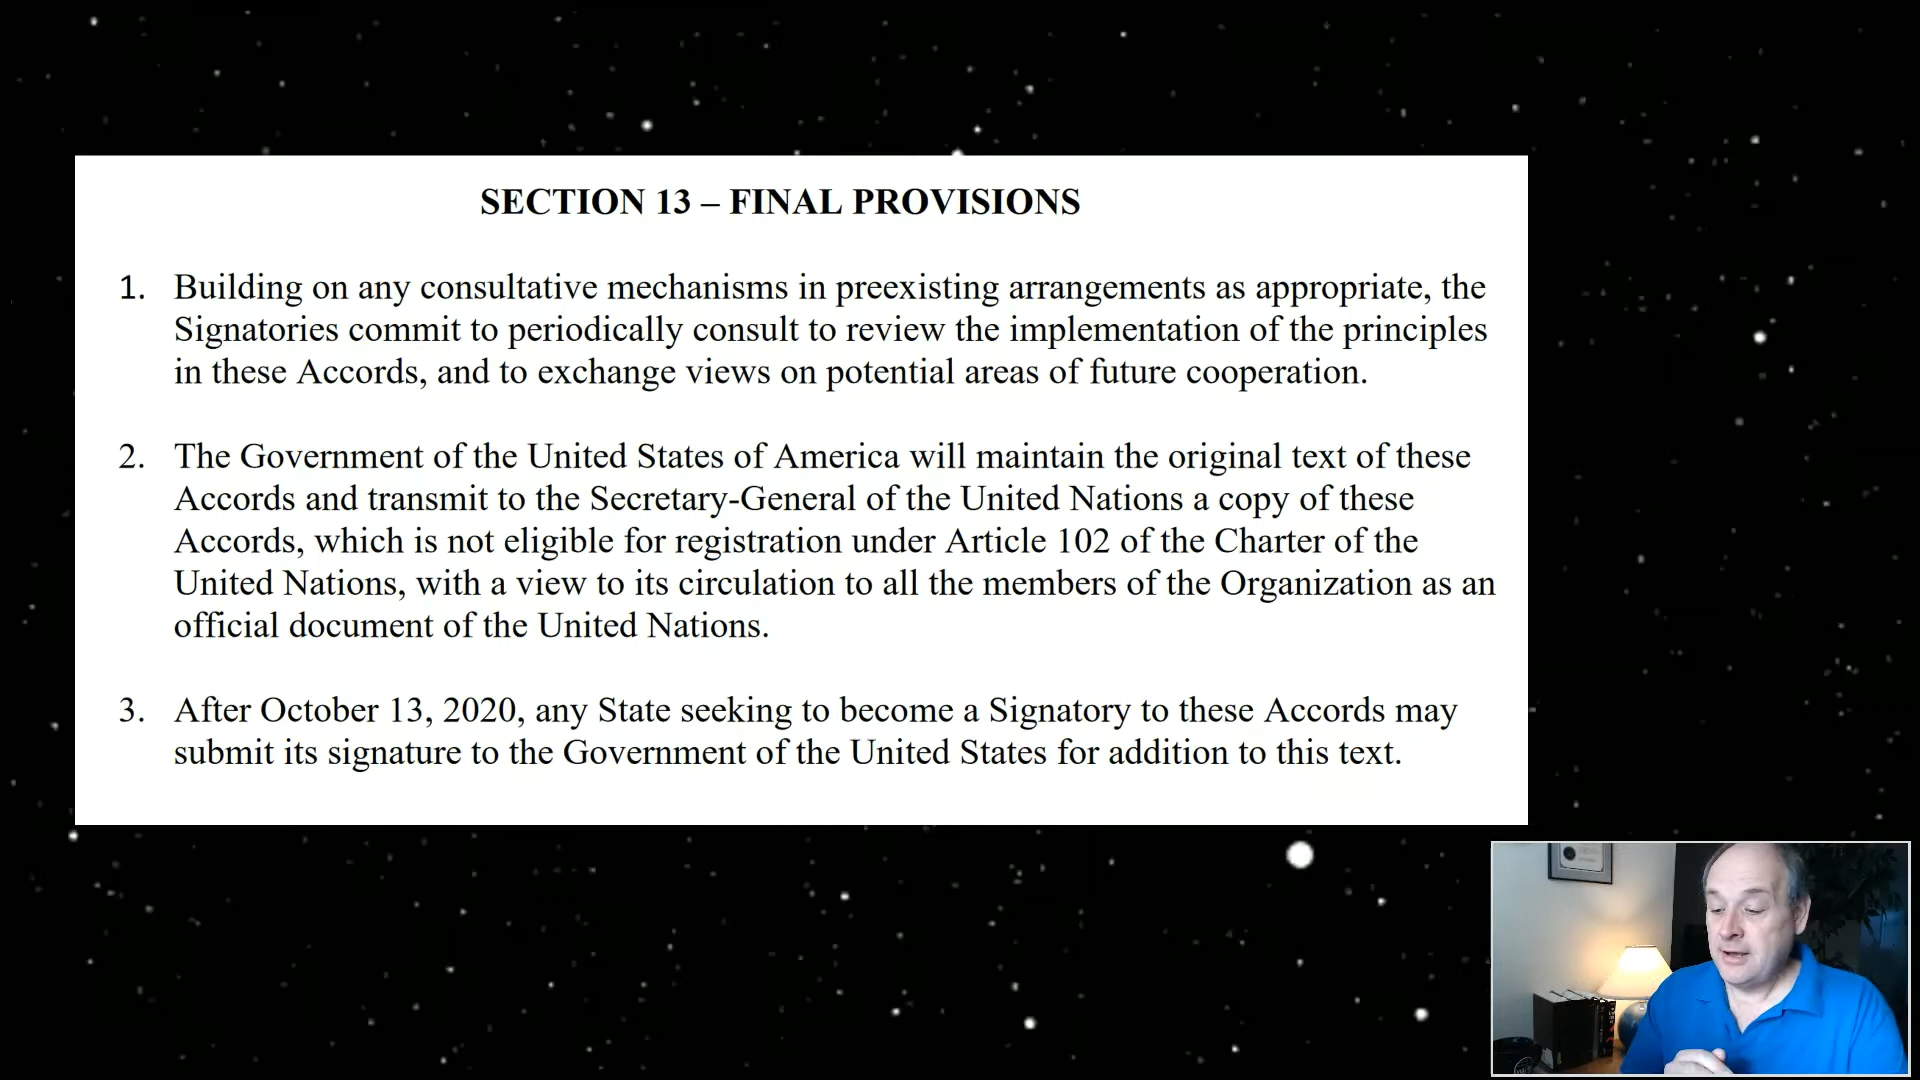 SECTION 13 – FINAL PROVISIONS
1. Building on any consultative mechanisms in preexisting arrangements as appropriate, the
Signatories commit to periodically consult to review the implementation of the principles
in these Accords, and to exchange views on potential areas of future cooperation.
2. The Government of the United States of America will maintain the original text of these
Accords and transmit to the Secretary-General of the United Nations a copy of these
Accords, which is not eligible for registration under Article 102 of the Charter of the
United Nations, with a view to its circulation to all the members of the Organization as an
official document of the United Nations.
3. After October 13, 2020, any State seeking to become a Signatory to these Accords may
submit its signature to the Government of the United States for addition to this text.